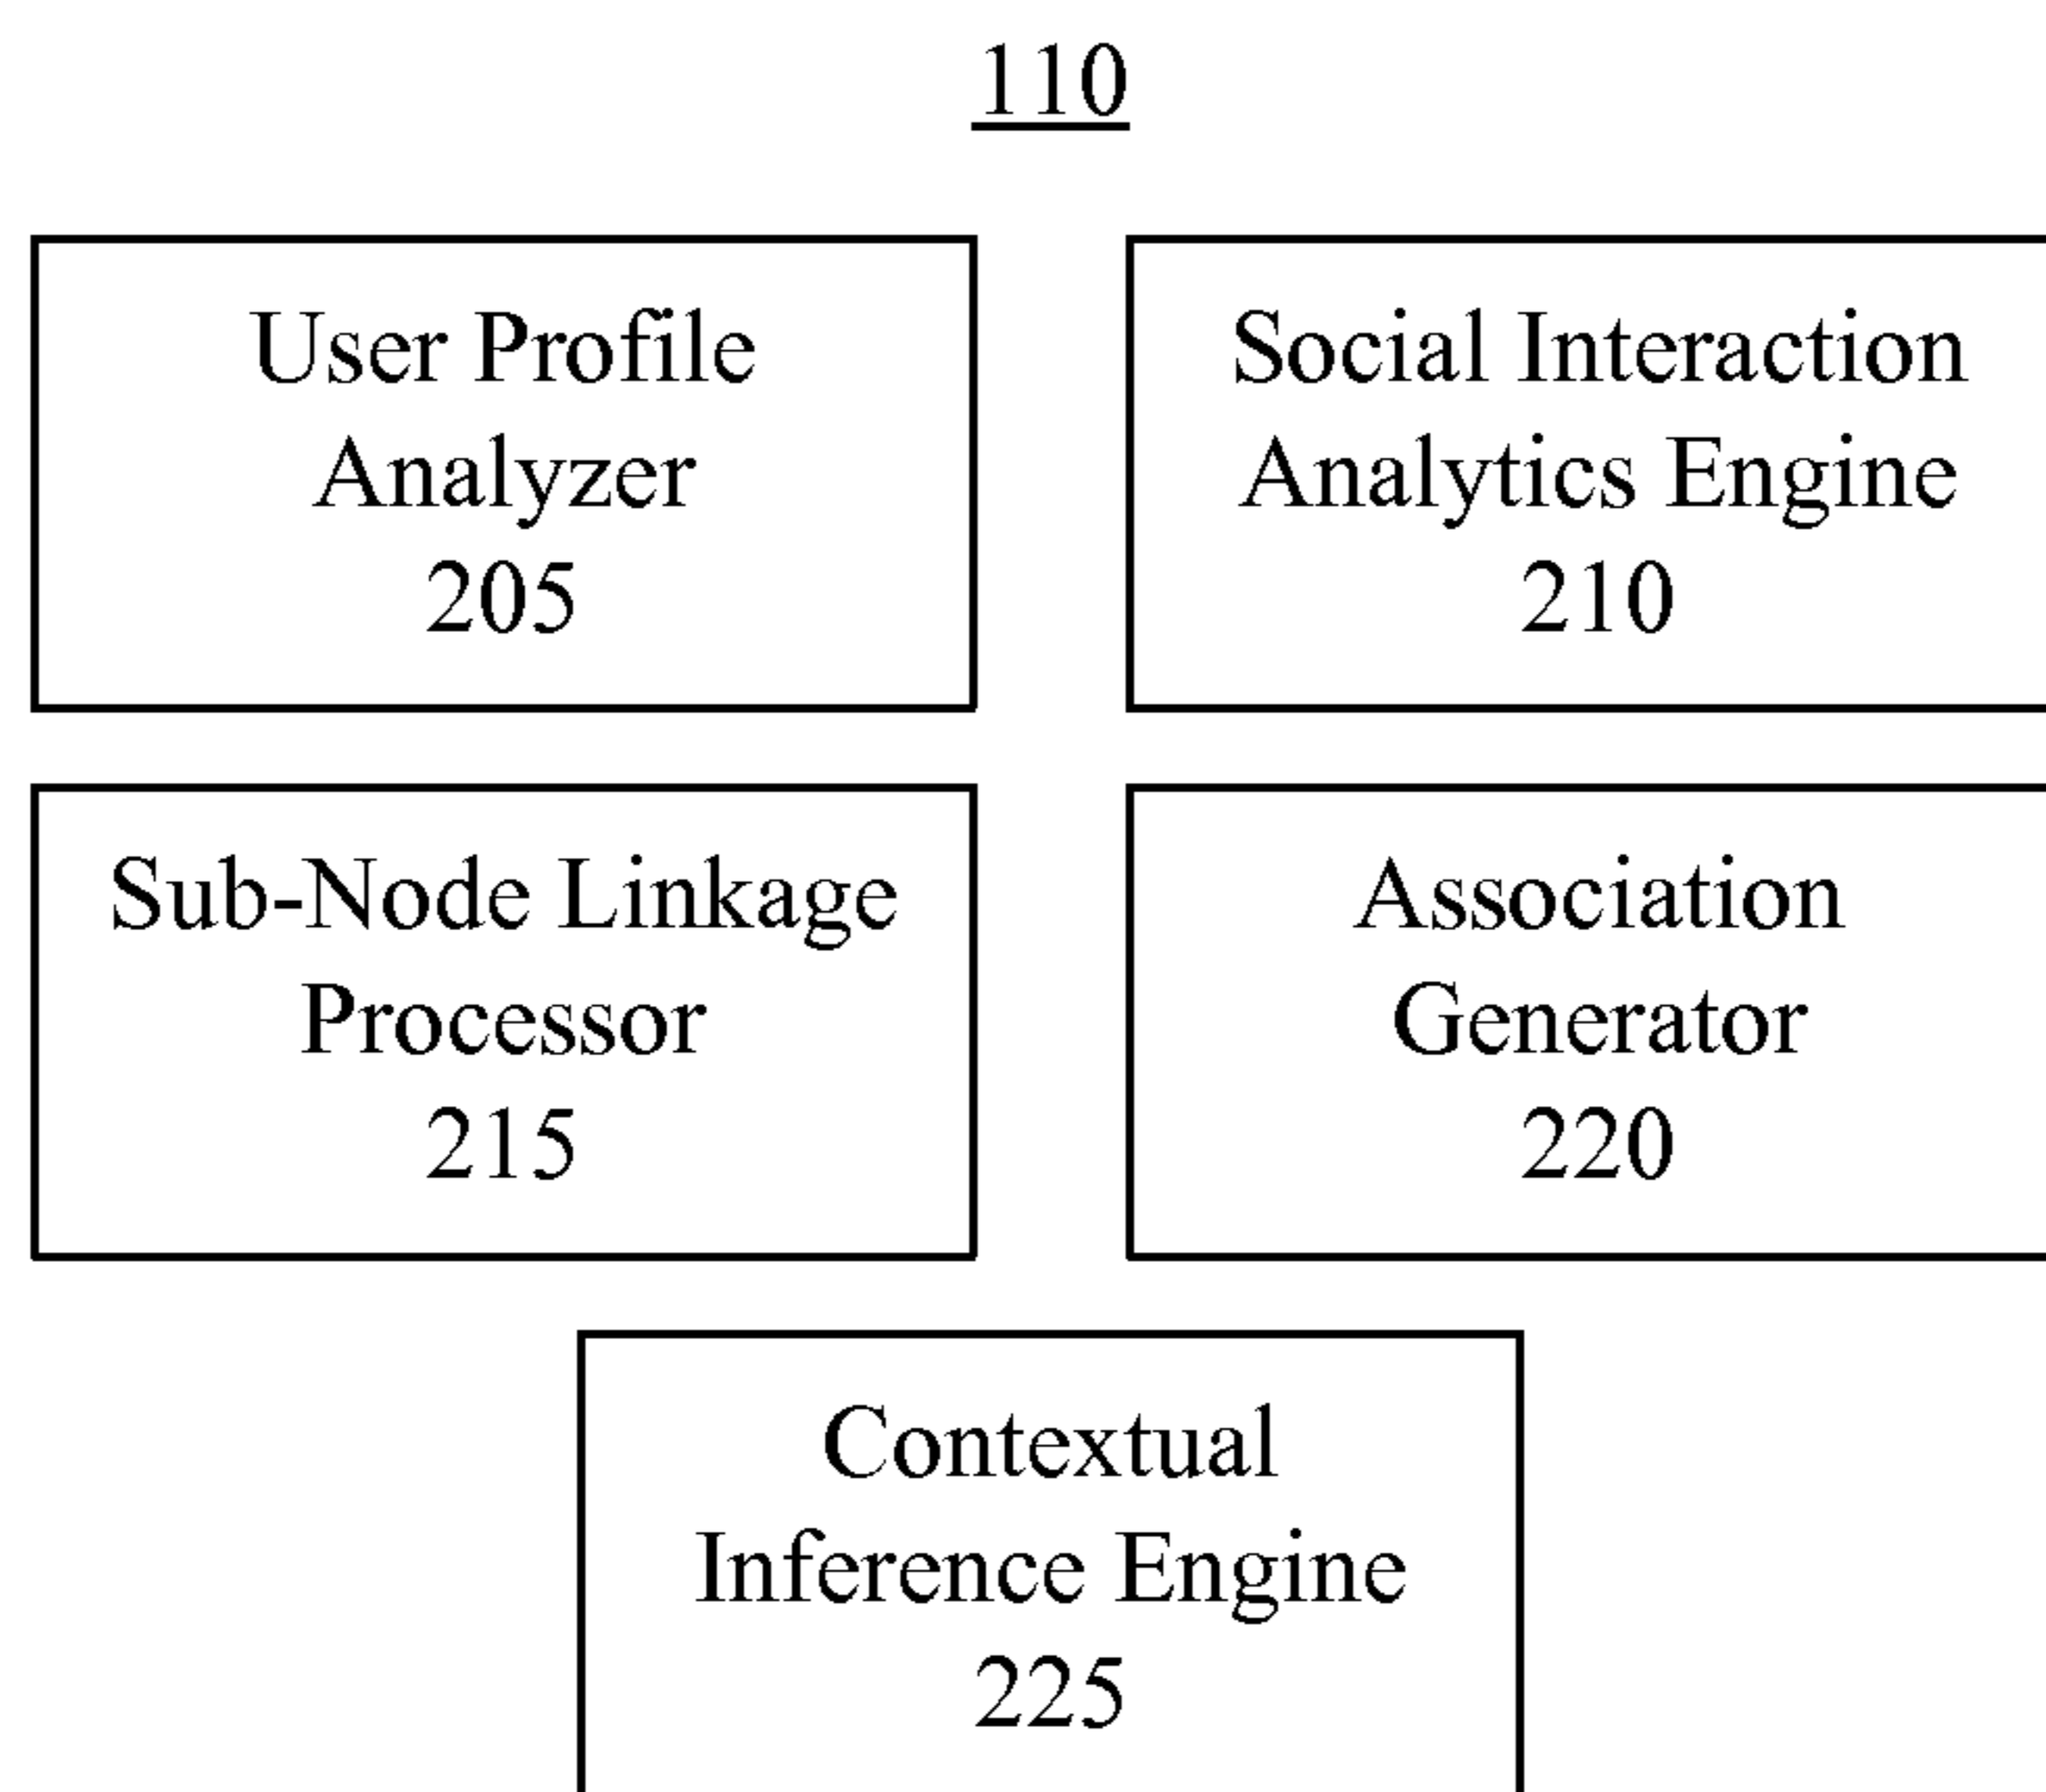 110
User Profile
Analyzer
205
Social Interaction
Analytics Engine
210
Sub-Node Linkage
Processor
215
Association
Generator
220
Contextual
Inference Engine
225